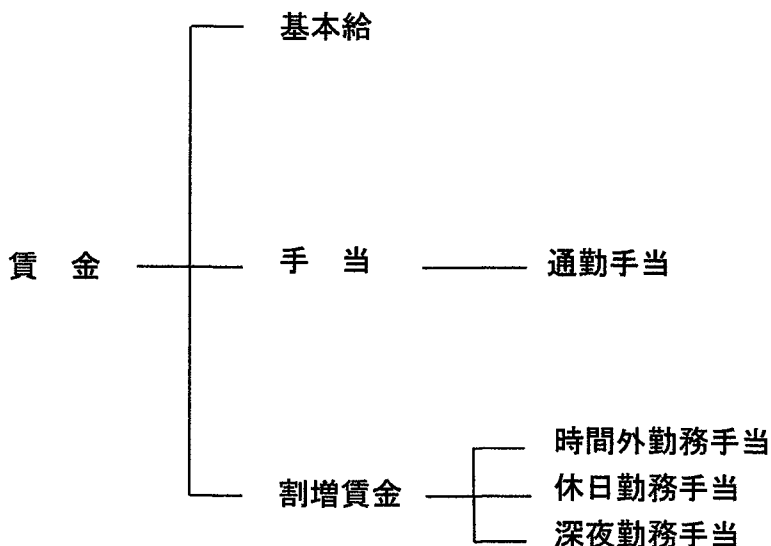 基本給
賃　金
手　当
通勤手当
割増賃金
時間外勤務手当
休日勤務手当
深夜勤務手当